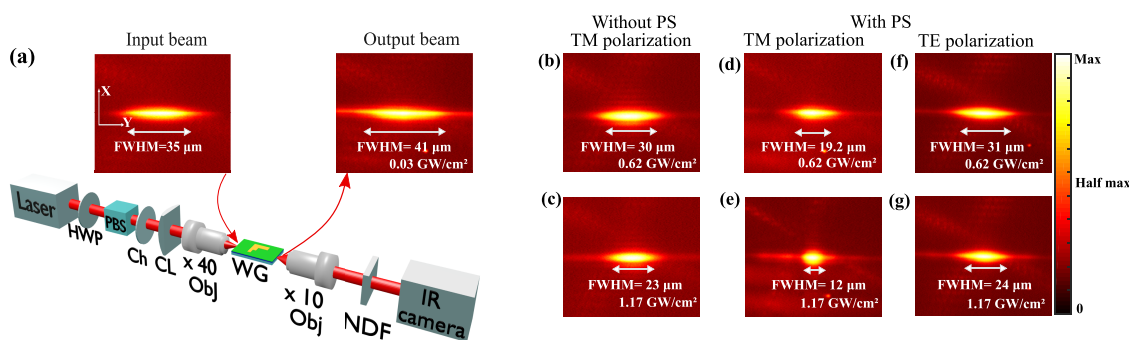 (a)
Input beam
Output beam
X
Y
FWHM=35 µm
FWHM= 41 µm
0.03 GW/cm²
Laser
HWP
PBS
Ch
CL
x 40
Obj
WG
x 10
Obj
NDF
IR
camera
Without PS
TM polarization
With PS
TM polarization
TE polarization
(b)
FWHM= 30 µm
0.62 GW/cm²
(d)
FWHM= 19.2 µm
0.62 GW/cm²
(f)
FWHM= 31 µm
0.62 GW/cm²
(c)
FWHM= 23 µm
1.17 GW/cm²
(e)
FWHM= 12 µm
1.17 GW/cm²
(g)
FWHM= 24 µm
1.17 GW/cm²
Max
Half max
0